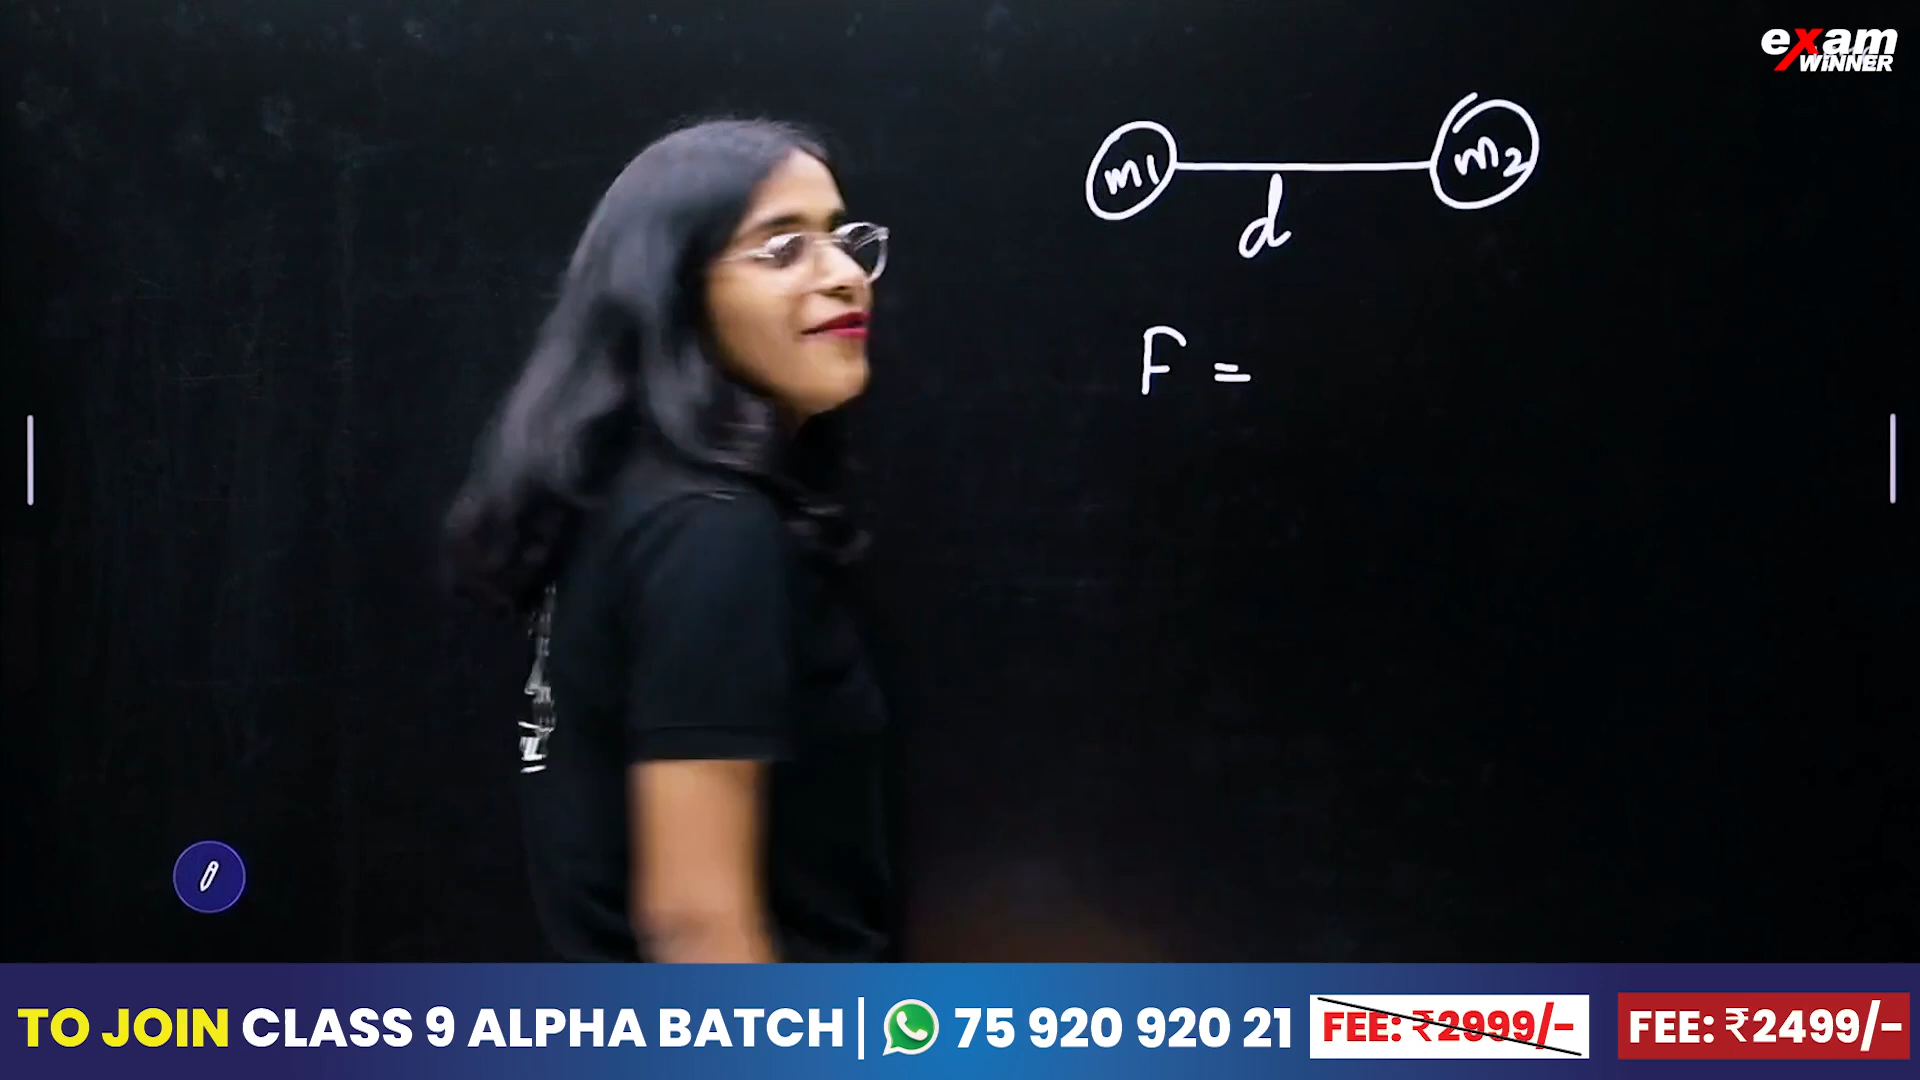 exam
WINNER
m1 m2
d
F =
TO JOIN CLASS 9 ALPHA BATCH | 75 920 920 21 FEE: ₹2999/- FEE: ₹2499/-